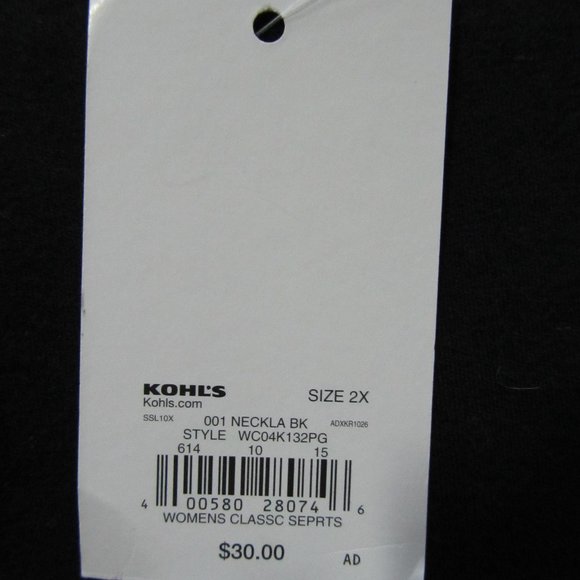 KOHL'S SIZE 2X
Kohls.com
SSL10X 001 NECKLA BK ADXKR1026
STYLE WC04K132PG
614 10 15
4 00580 28074 6
WOMENS CLASSC SEPRTS
$30.00 AD